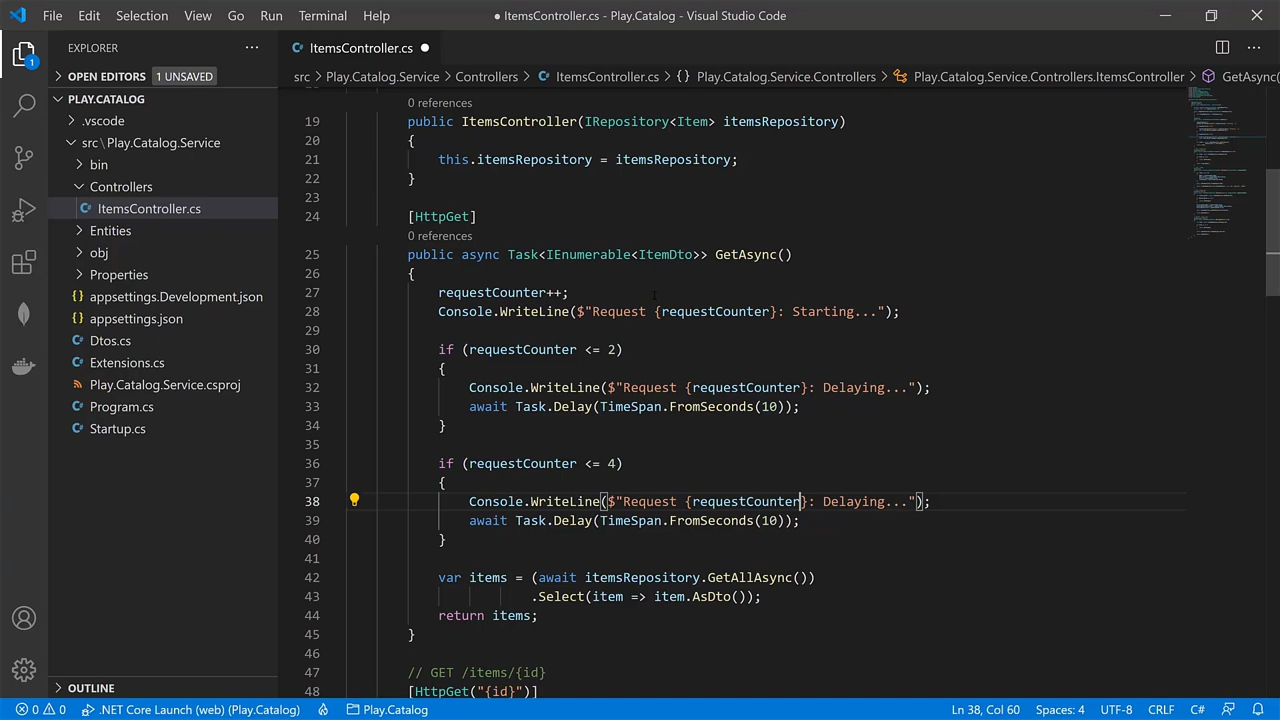 File Edit Selection View Go Run Terminal Help
● ItemsController.cs - Play.Catalog - Visual Studio Code
EXPLORER
OPEN EDITORS 1 UNSAVED
PLAY.CATALOG
.vscode
src \ Play.Catalog.Service
bin
Controllers
ItemsController.cs
Entities
obj
Properties
appsettings.Development.json
appsettings.json
Dtos.cs
Extensions.cs
Play.Catalog.Service.csproj
Program.cs
Startup.cs
OUTLINE
1
ItemsController.cs
src > Play.Catalog.Service > Controllers > ItemsController.cs > {} Play.Catalog.Service.Controllers > Play.Catalog.Service.Controllers.ItemsController > GetAsync(
0 references
19 public ItemsController(IRepository<Item> itemsRepository)
20 {
21 this.itemsRepository = itemsRepository;
22 }
23
24 [HttpGet]
0 references
25 public async Task<IEnumerable<ItemDto>> GetAsync()
26 {
27 requestCounter++;
28 Console.WriteLine($"Request {requestCounter}: Starting...");
29
30 if (requestCounter <= 2)
31 {
32 Console.WriteLine($"Request {requestCounter}: Delaying...");
33 await Task.Delay(TimeSpan.FromSeconds(10));
34 }
35
36 if (requestCounter <= 4)
37 {
38 Console.WriteLine($"Request {requestCounter}: Delaying...");
39 await Task.Delay(TimeSpan.FromSeconds(10));
40 }
41
42 var items = (await itemsRepository.GetAllAsync())
43 .Select(item => item.AsDto());
44 return items;
45 }
46
47 // GET /items/{id}
48 [HttpGet("{id}")]
0 0 .NET Core Launch (web) (Play.Catalog) Play.Catalog Ln 38, Col 60 Spaces: 4 UTF-8 CRLF C#